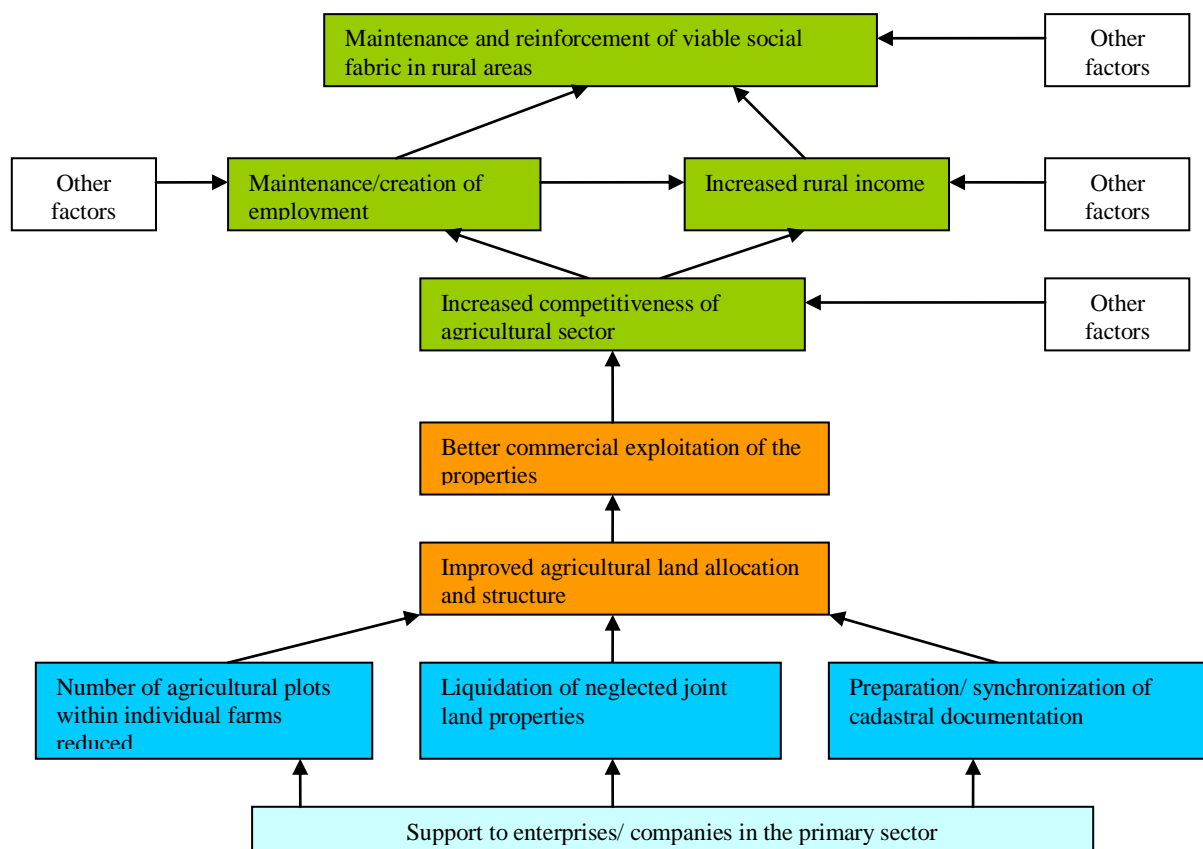 Maintenance and reinforcement of viable social
fabric in rural areas
Other
factors
Other
factors
Maintenance/creation of
employment
Increased rural income
Other
factors
Increased competitiveness of
agricultural sector
Other
factors
Better commercial exploitation of the
properties
Improved agricultural land allocation
and structure
Number of agricultural plots
within individual farms
reduced
Liquidation of neglected joint
land properties
Preparation/ synchronization of
cadastral documentation
Support to enterprises/ companies in the primary sector